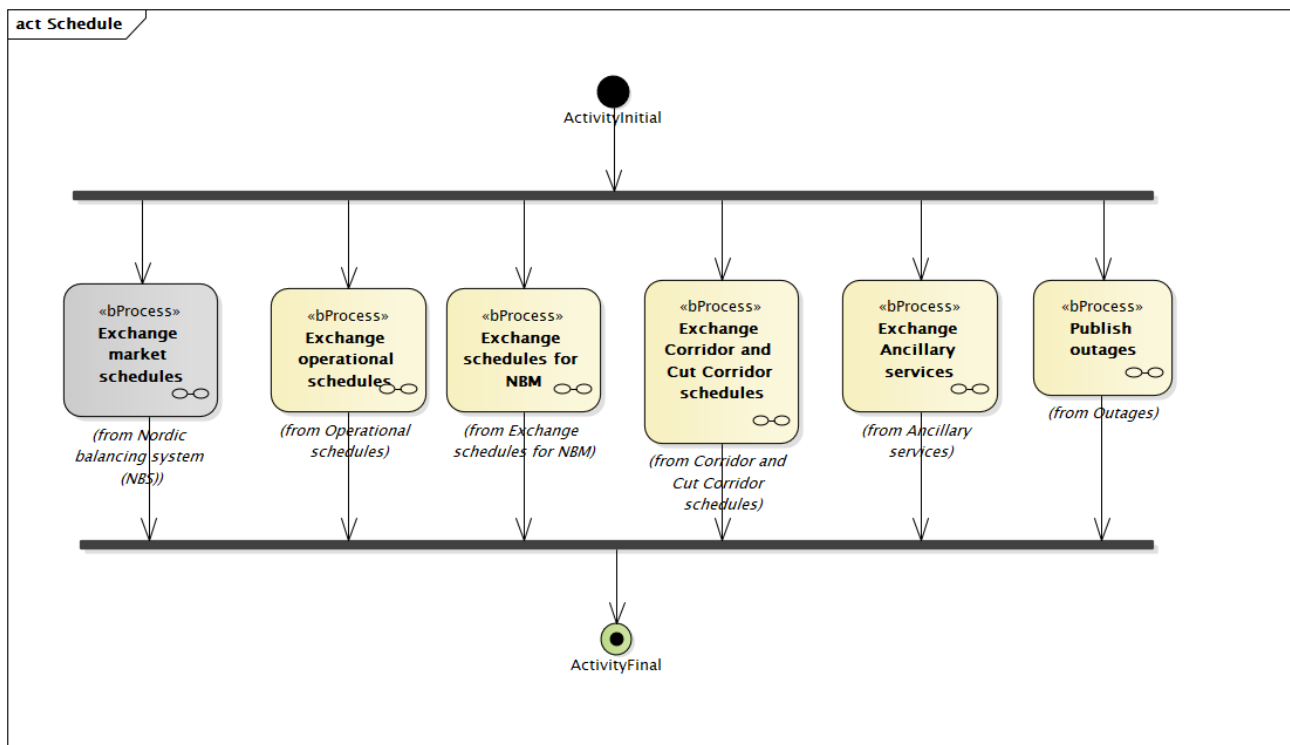 act Schedule
ActivityInitial
«bProcess»
Exchange
market
schedules
(from Nordic
balancing system
(NBS))
«bProcess»
Exchange
operational
schedules
(from Operational
schedules)
«bProcess»
Exchange
schedules for
NBM
(from Exchange
schedules for NBM)
«bProcess»
Exchange
Corridor and
Cut Corridor
schedules
(from Corridor and
Cut Corridor
schedules)
«bProcess»
Exchange
Ancillary
services
(from Ancillary
services)
«bProcess»
Publish
outages
(from Outages)
ActivityFinal